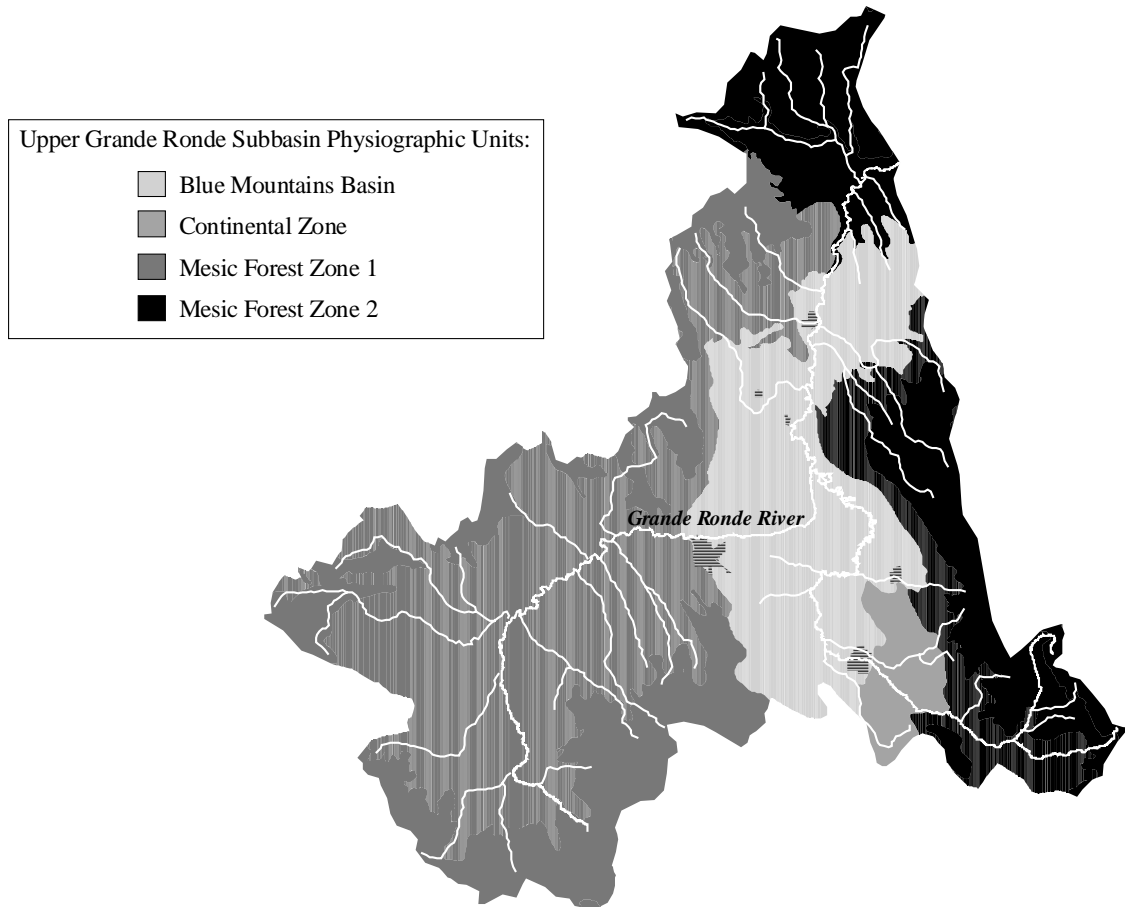 Upper Grande Ronde Subbasin Physiographic Units:
Blue Mountains Basin
Continental Zone
Mesic Forest Zone 1
Mesic Forest Zone 2
Grande Ronde River